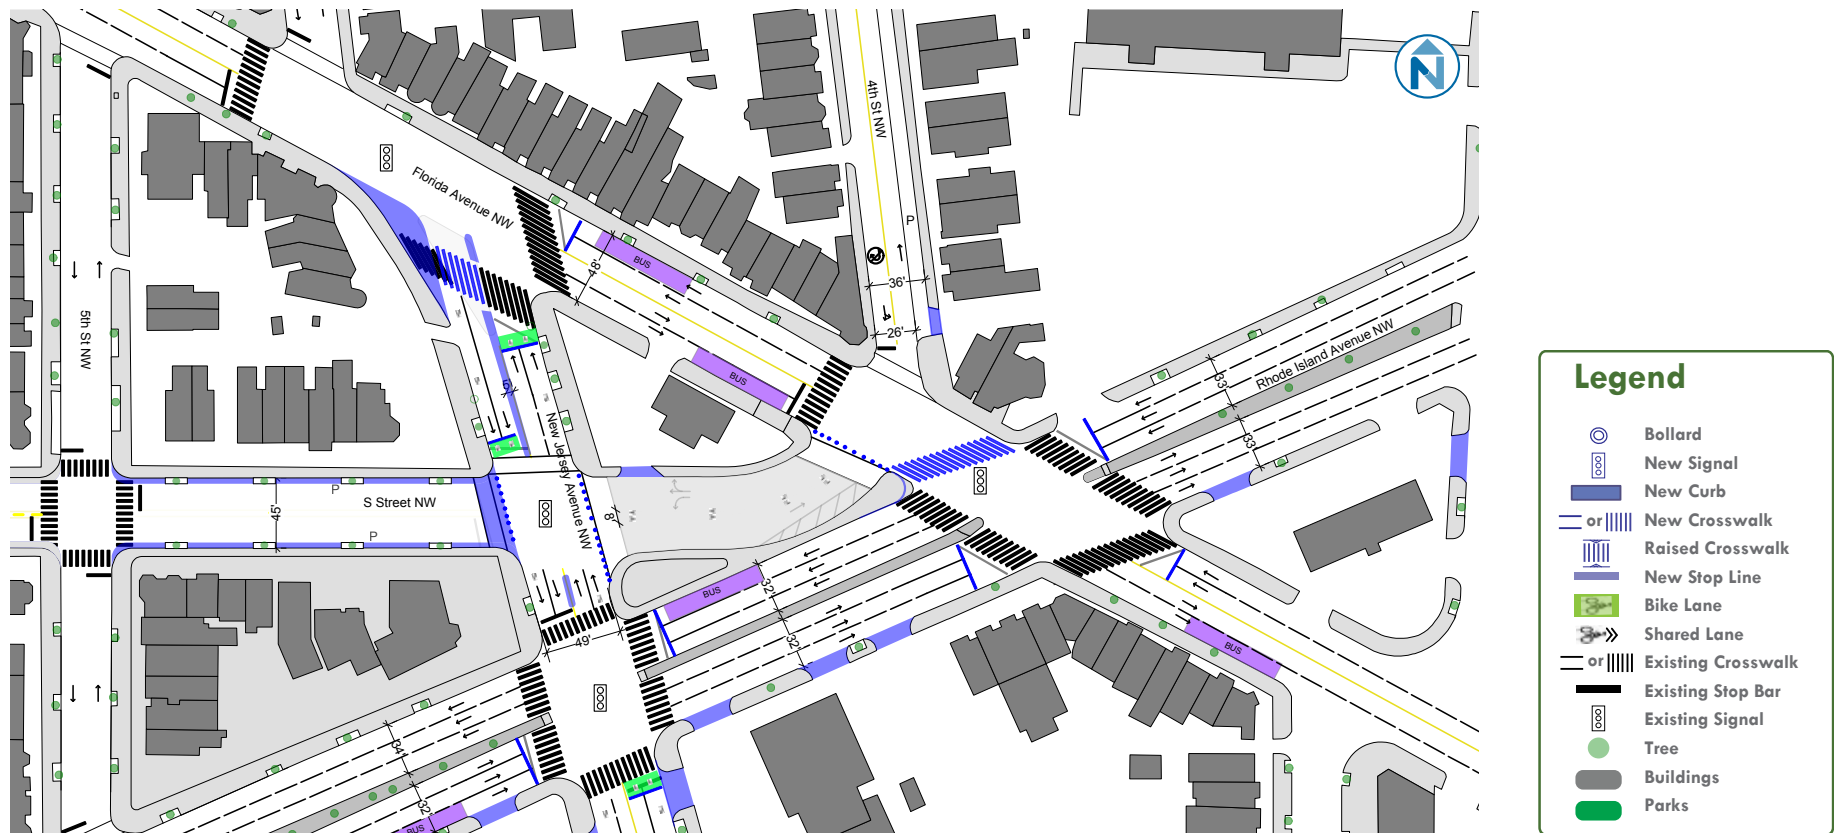 N
4th St NW
Florida Avenue NW
P
BUS
48'
36'
26'
5th St NW
BUS
Rhode Island Avenue NW
33'
33'
5'
New Jersey Avenue NW
P
S Street NW
45'
P
8'
BUS
32'
32'
49'
BUS
34'
32'
BUS
Legend
Bollard
New Signal
New Curb
or
New Crosswalk
Raised Crosswalk
New Stop Line
Bike Lane
Shared Lane
or
Existing Crosswalk
Existing Stop Bar
Existing Signal
Tree
Buildings
Parks